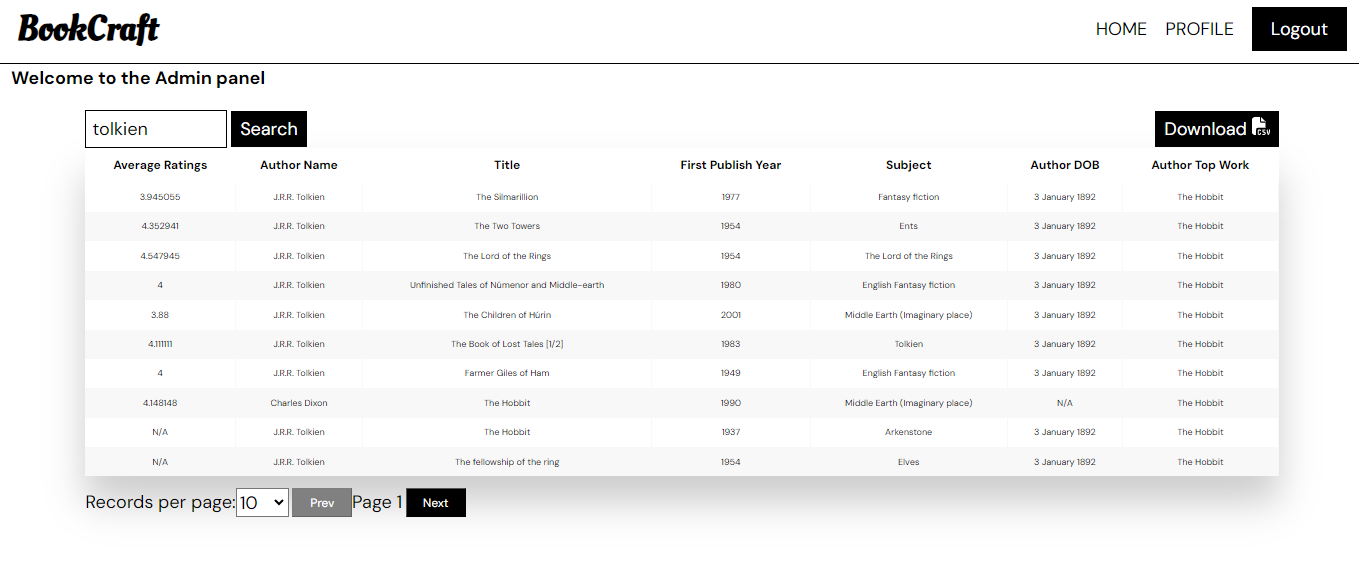 BookCraft HOME PROFILE Logout
Welcome to the Admin panel
tolkien Search Download CSV
Average Ratings Author Name Title First Publish Year Subject Author DOB Author Top Work
3.945055 J.R.R. Tolkien The Silmarillion 1977 Fantasy fiction 3 January 1892 The Hobbit
4.352941 J.R.R. Tolkien The Two Towers 1954 Ents 3 January 1892 The Hobbit
4.547945 J.R.R. Tolkien The Lord of the Rings 1954 The Lord of the Rings 3 January 1892 The Hobbit
4 J.R.R. Tolkien Unfinished Tales of Númenor and Middle-earth 1980 English Fantasy fiction 3 January 1892 The Hobbit
3.88 J.R.R. Tolkien The Children of Húrin 2001 Middle Earth (Imaginary place) 3 January 1892 The Hobbit
4.111111 J.R.R. Tolkien The Book of Lost Tales [1/2] 1983 Tolkien 3 January 1892 The Hobbit
4 J.R.R. Tolkien Farmer Giles of Ham 1949 English Fantasy fiction 3 January 1892 The Hobbit
4.148148 Charles Dixon The Hobbit 1990 Middle Earth (Imaginary place) N/A The Hobbit
N/A J.R.R. Tolkien The Hobbit 1937 Arkenstone 3 January 1892 The Hobbit
N/A J.R.R. Tolkien The fellowship of the ring 1954 Elves 3 January 1892 The Hobbit
Records per page: 10 Prev Page 1 Next